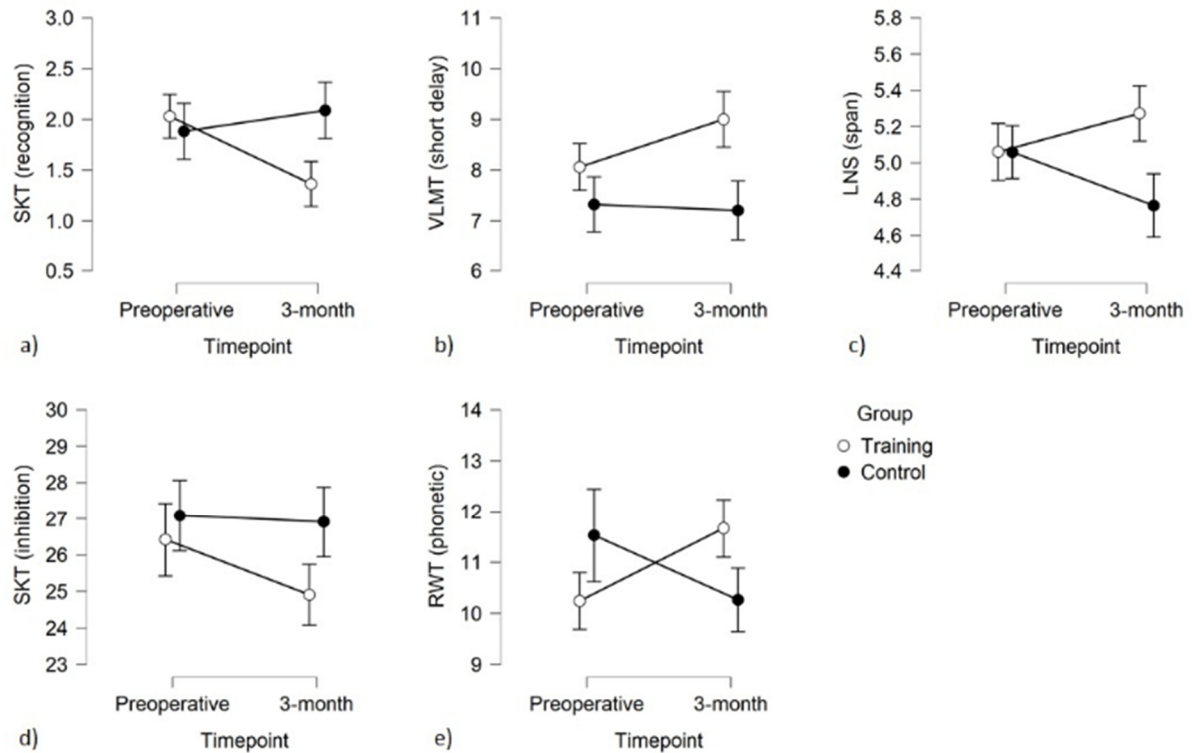 3.0
2.5
2.0
1.5
1.0
0.5
SKT (recognition)
Preoperative 3-month
Timepoint
a)
11
10
9
8
7
6
VLMT (short delay)
Preoperative 3-month
Timepoint
b)
5.8
5.6
5.4
5.2
5.0
4.8
4.6
4.4
LNS (span)
Preoperative 3-month
Timepoint
c)
30
29
28
27
26
25
24
23
SKT (inhibition)
Preoperative 3-month
Timepoint
d)
14
13
12
11
10
9
RWT (phonetic)
Preoperative 3-month
Timepoint
e)
Group
Training
Control